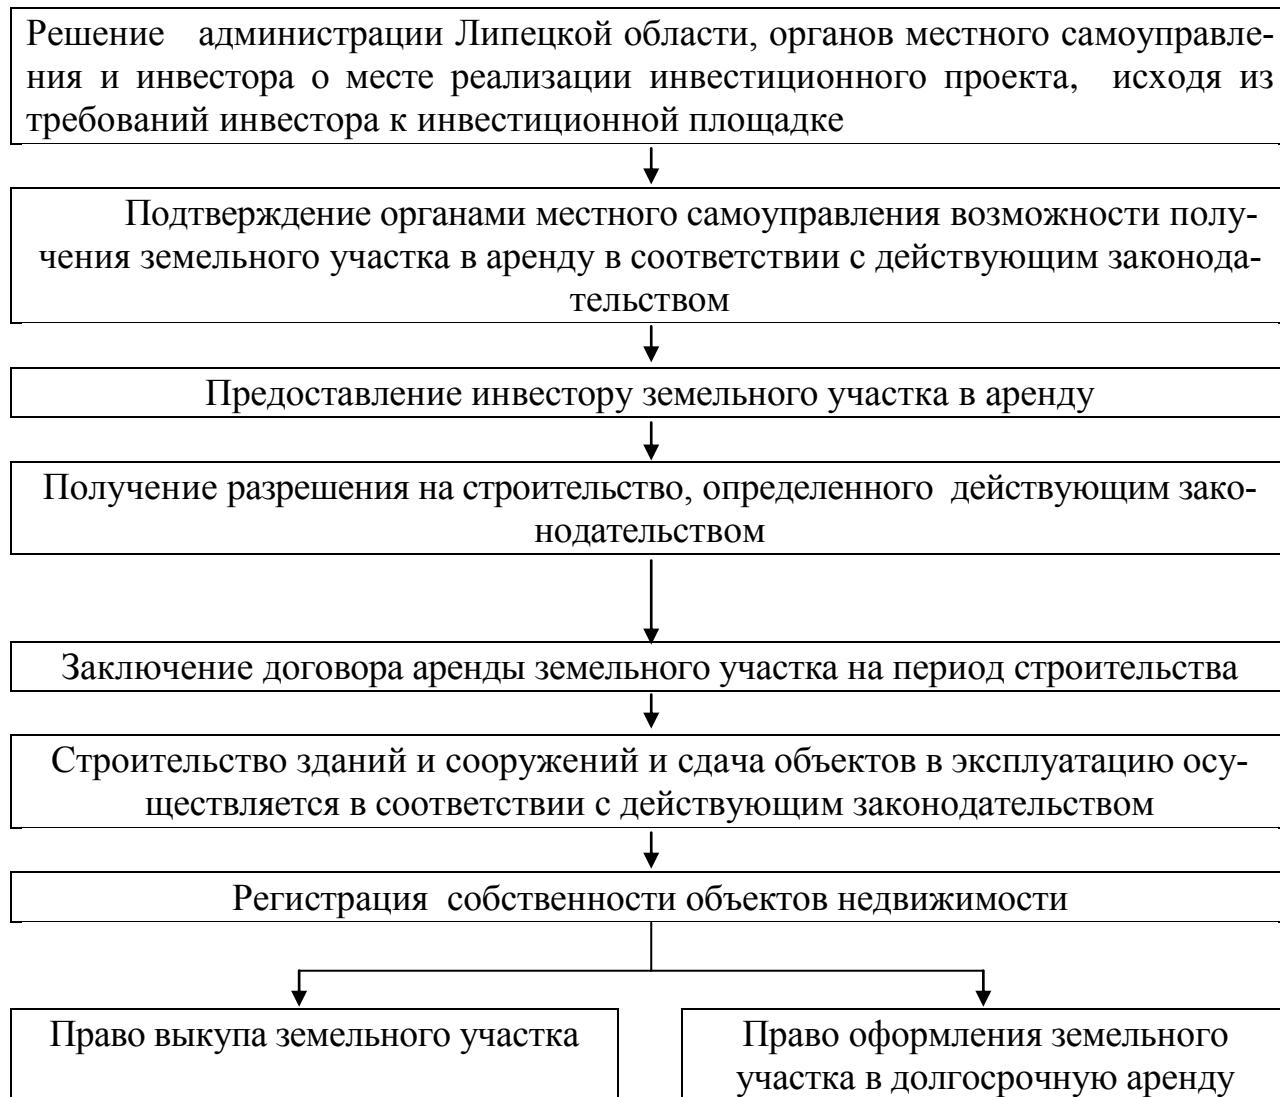 Решение администрации Липецкой области, органов местного самоуправле-
ния и инвестора о месте реализации инвестиционного проекта, исходя из
требований инвестора к инвестиционной площадке
Подтверждение органами местного самоуправления возможности полу-
чения земельного участка в аренду в соответствии с действующим законода-
тельством
Предоставление инвестору земельного участка в аренду
Получение разрешения на строительство, определенного действующим зако-
нодательством
Заключение договора аренды земельного участка на период строительства
Строительство зданий и сооружений и сдача объектов в эксплуатацию осу-
ществляется в соответствии с действующим законодательством
Регистрация собственности объектов недвижимости
Право выкупа земельного участка
Право оформления земельного
участка в долгосрочную аренду